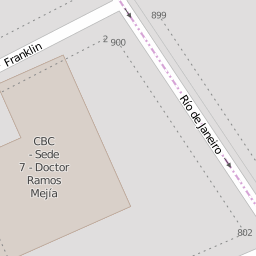 899
Franklin
2
900
Río de Janeiro
CBC
- Sede
7 - Doctor
Ramos
Mejía
802